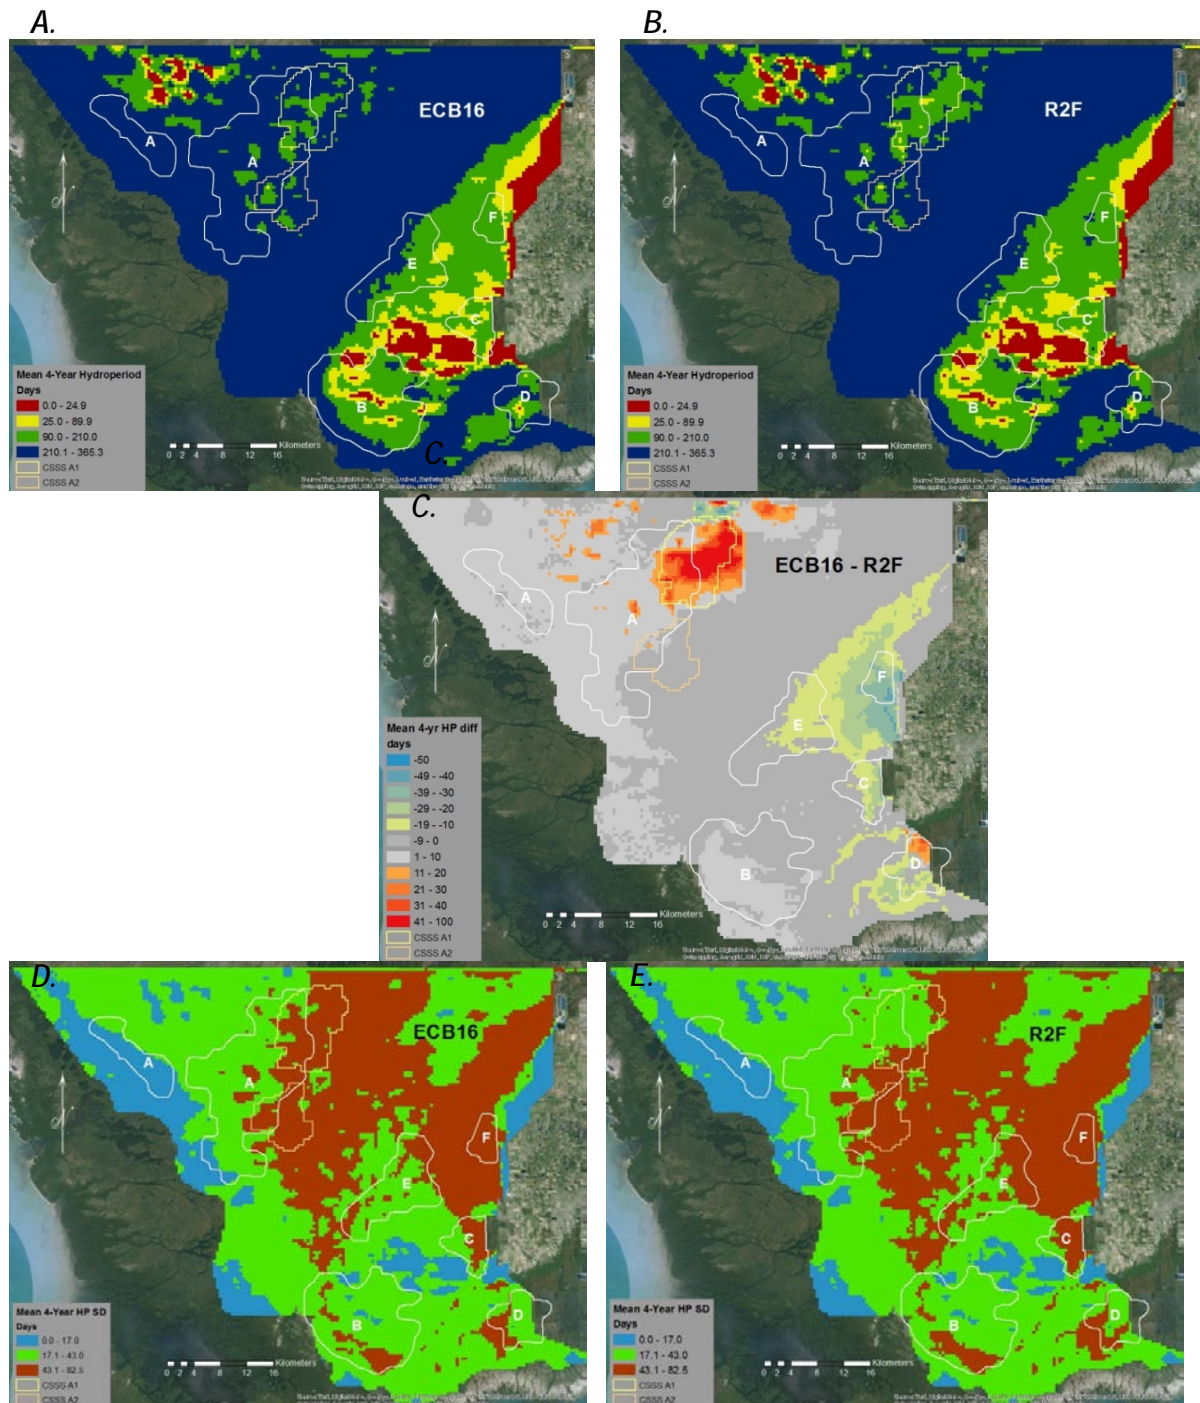 A.
B.
ECB16
A
A
F
E
C
B
D
Mean 4-Year Hydroperiod
Days
0.0 - 24.9
25.0 - 89.9
90.0 - 210.0
210.1 - 365.3
CSSS A1
CSSS A2
0 2 4 8 12 16 Kilometers
S
R2F
A
A
F
E
C
B
D
Mean 4-Year Hydroperiod
Days
0.0 - 24.9
25.0 - 89.9
90.0 - 210.0
210.1 - 365.3
CSSS A1
CSSS A2
0 2 4 8 12 16 Kilometers
S
C.
C.
ECB16 - R2F
A
A
F
E
C
B
D
Mean 4-yr HP diff
days
-50
-49 - -40
-39 - -30
-29 - -20
-19 - -10
-9 - 0
1 - 10
11 - 20
21 - 30
31 - 40
41 - 100
CSSS A1
CSSS A2
0 2 4 8 12 16 Kilometers
S
D.
E.
ECB16
A
A
F
E
C
B
D
Mean 4-Year HP SD
Days
0.0 - 17.0
17.1 - 43.0
43.1 - 82.5
CSSS A1
CSSS A2
0 2 4 8 12 16 Kilometers
S
R2F
A
A
F
E
C
B
D
Mean 4-Year HP SD
Days
0.0 - 17.0
17.1 - 43.0
43.1 - 82.5
CSSS A1
CSSS A2
0 2 4 8 12 16 Kilometers
S